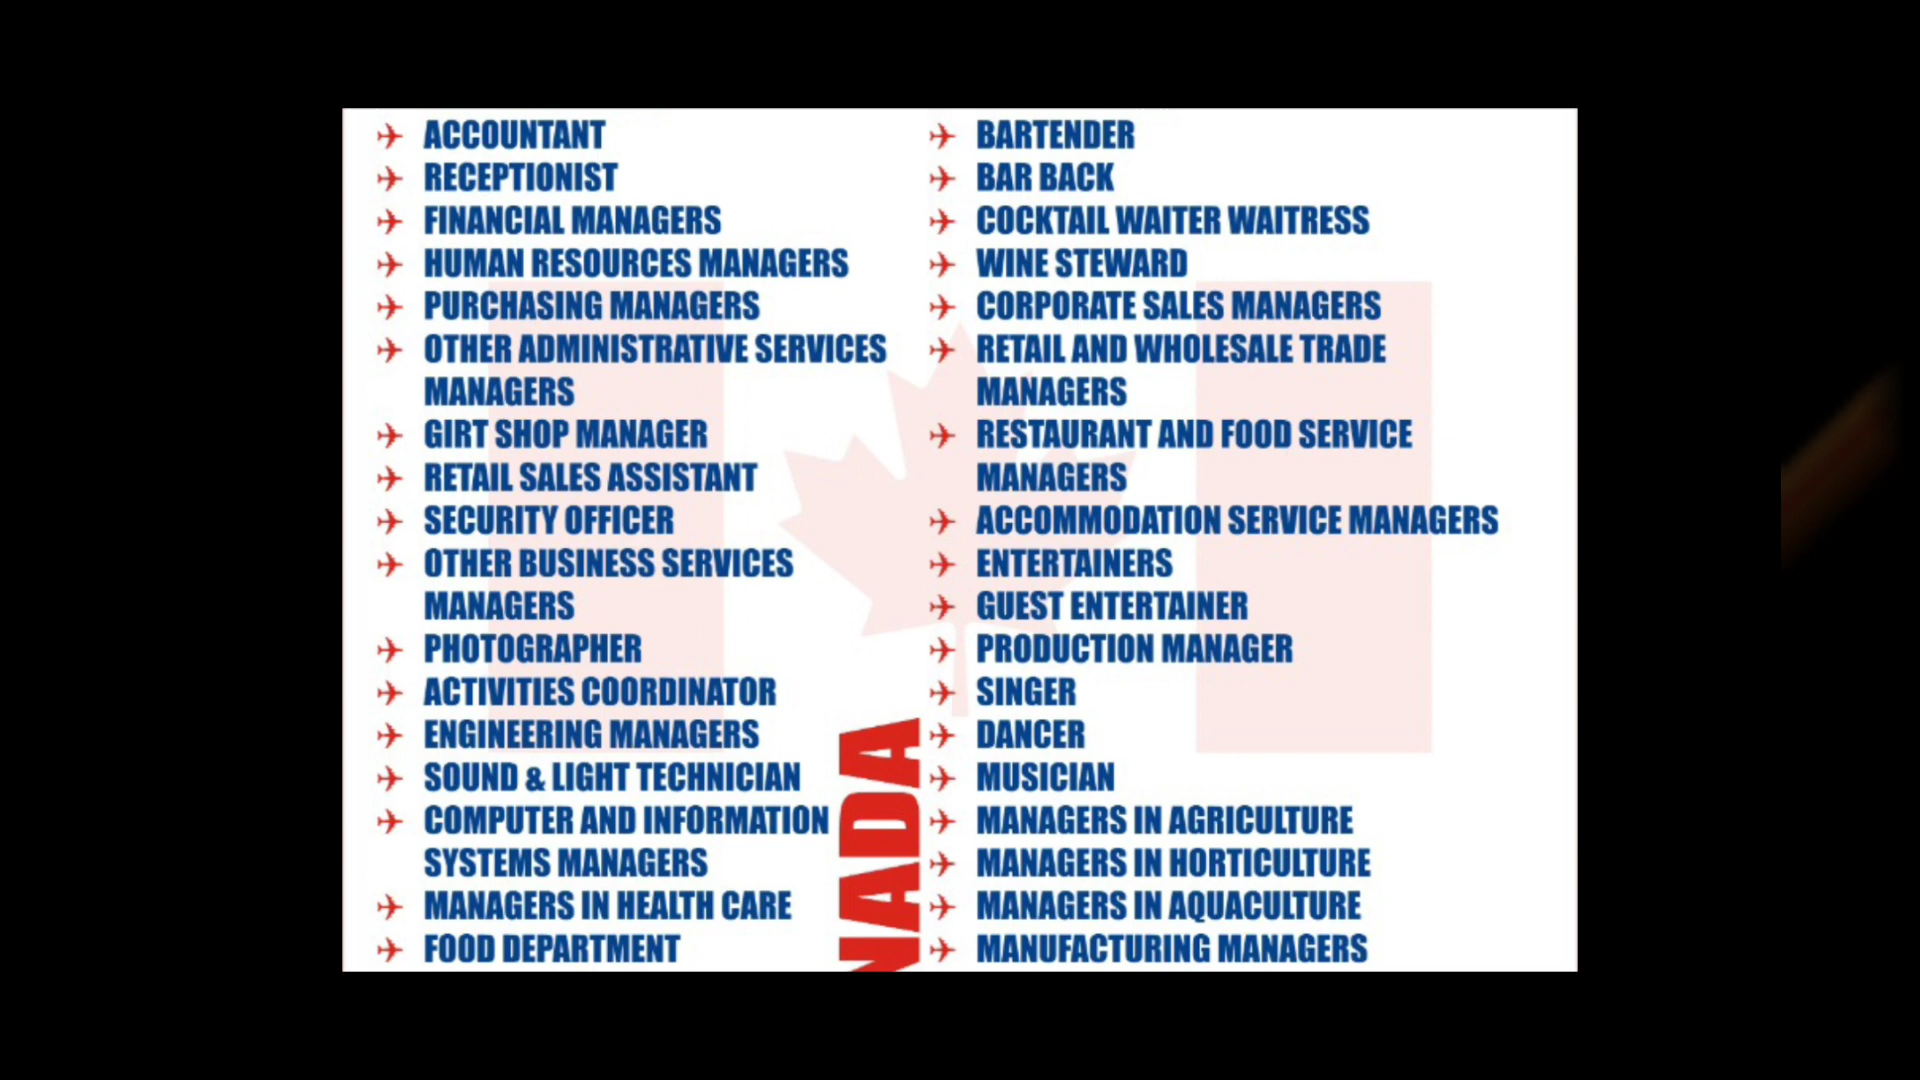 ACCOUNTANT
RECEPTIONIST
FINANCIAL MANAGERS
HUMAN RESOURCES MANAGERS
PURCHASING MANAGERS
OTHER ADMINISTRATIVE SERVICES
MANAGERS
GIRT SHOP MANAGER
RETAIL SALES ASSISTANT
SECURITY OFFICER
OTHER BUSINESS SERVICES
MANAGERS
PHOTOGRAPHER
ACTIVITIES COORDINATOR
ENGINEERING MANAGERS
SOUND & LIGHT TECHNICIAN
COMPUTER AND INFORMATION
SYSTEMS MANAGERS
MANAGERS IN HEALTH CARE
FOOD DEPARTMENT
NADA
BARTENDER
BAR BACK
COCKTAIL WAITER WAITRESS
WINE STEWARD
CORPORATE SALES MANAGERS
RETAIL AND WHOLESALE TRADE
MANAGERS
RESTAURANT AND FOOD SERVICE
MANAGERS
ACCOMMODATION SERVICE MANAGERS
ENTERTAINERS
GUEST ENTERTAINER
PRODUCTION MANAGER
SINGER
DANCER
MUSICIAN
MANAGERS IN AGRICULTURE
MANAGERS IN HORTICULTURE
MANAGERS IN AQUACULTURE
MANUFACTURING MANAGERS